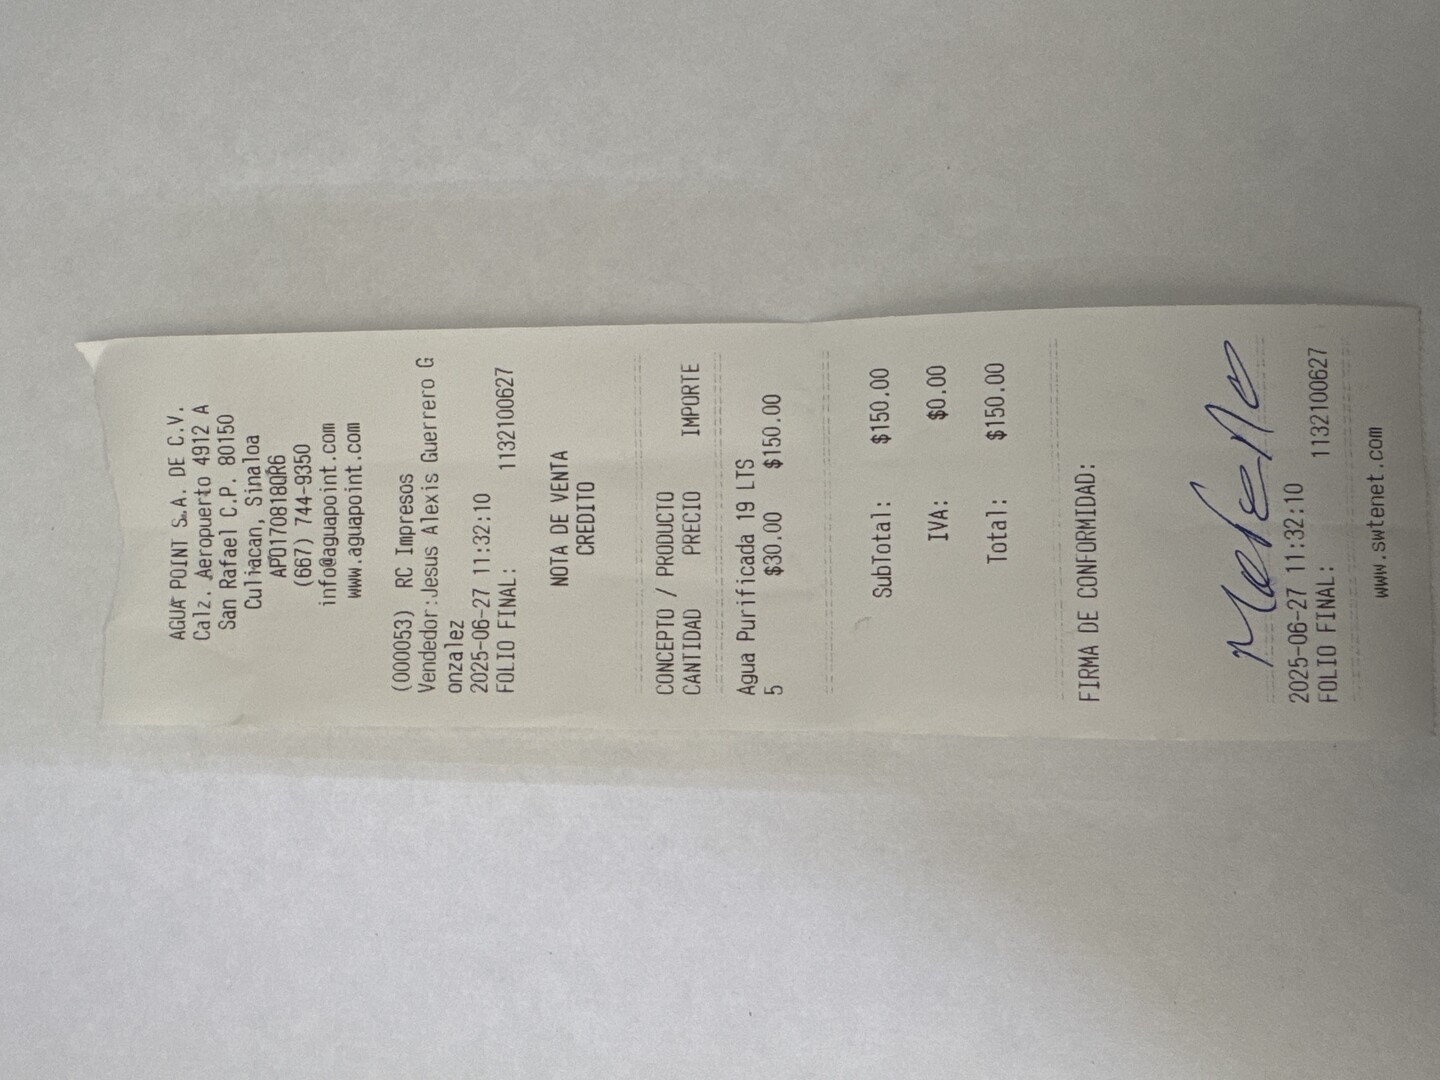 AGUA POINT S.A. DE C.V.
Calz. Aeropuerto 4912 A
San Rafael C.P. 80150
Culiacan, Sinaloa
APO170818QR6
(667) 744-9350
info@aguapoint.com
www.aguapoint.com
(000053) RC Impresos
Vendedor:Jesus Alexis Guerrero G
onzalez
2025-06-27 11:32:10
FOLIO FINAL: 1132100627
NOTA DE VENTA
CREDITO
CONCEPTO / PRODUCTO
CANTIDAD PRECIO IMPORTE
Agua Purificada 19 LTS
5 $30.00 $150.00
SubTotal: $150.00
IVA: $0.00
Total: $150.00
FIRMA DE CONFORMIDAD:
2025-06-27 11:32:10
FOLIO FINAL: 1132100627
www.swtenet.com